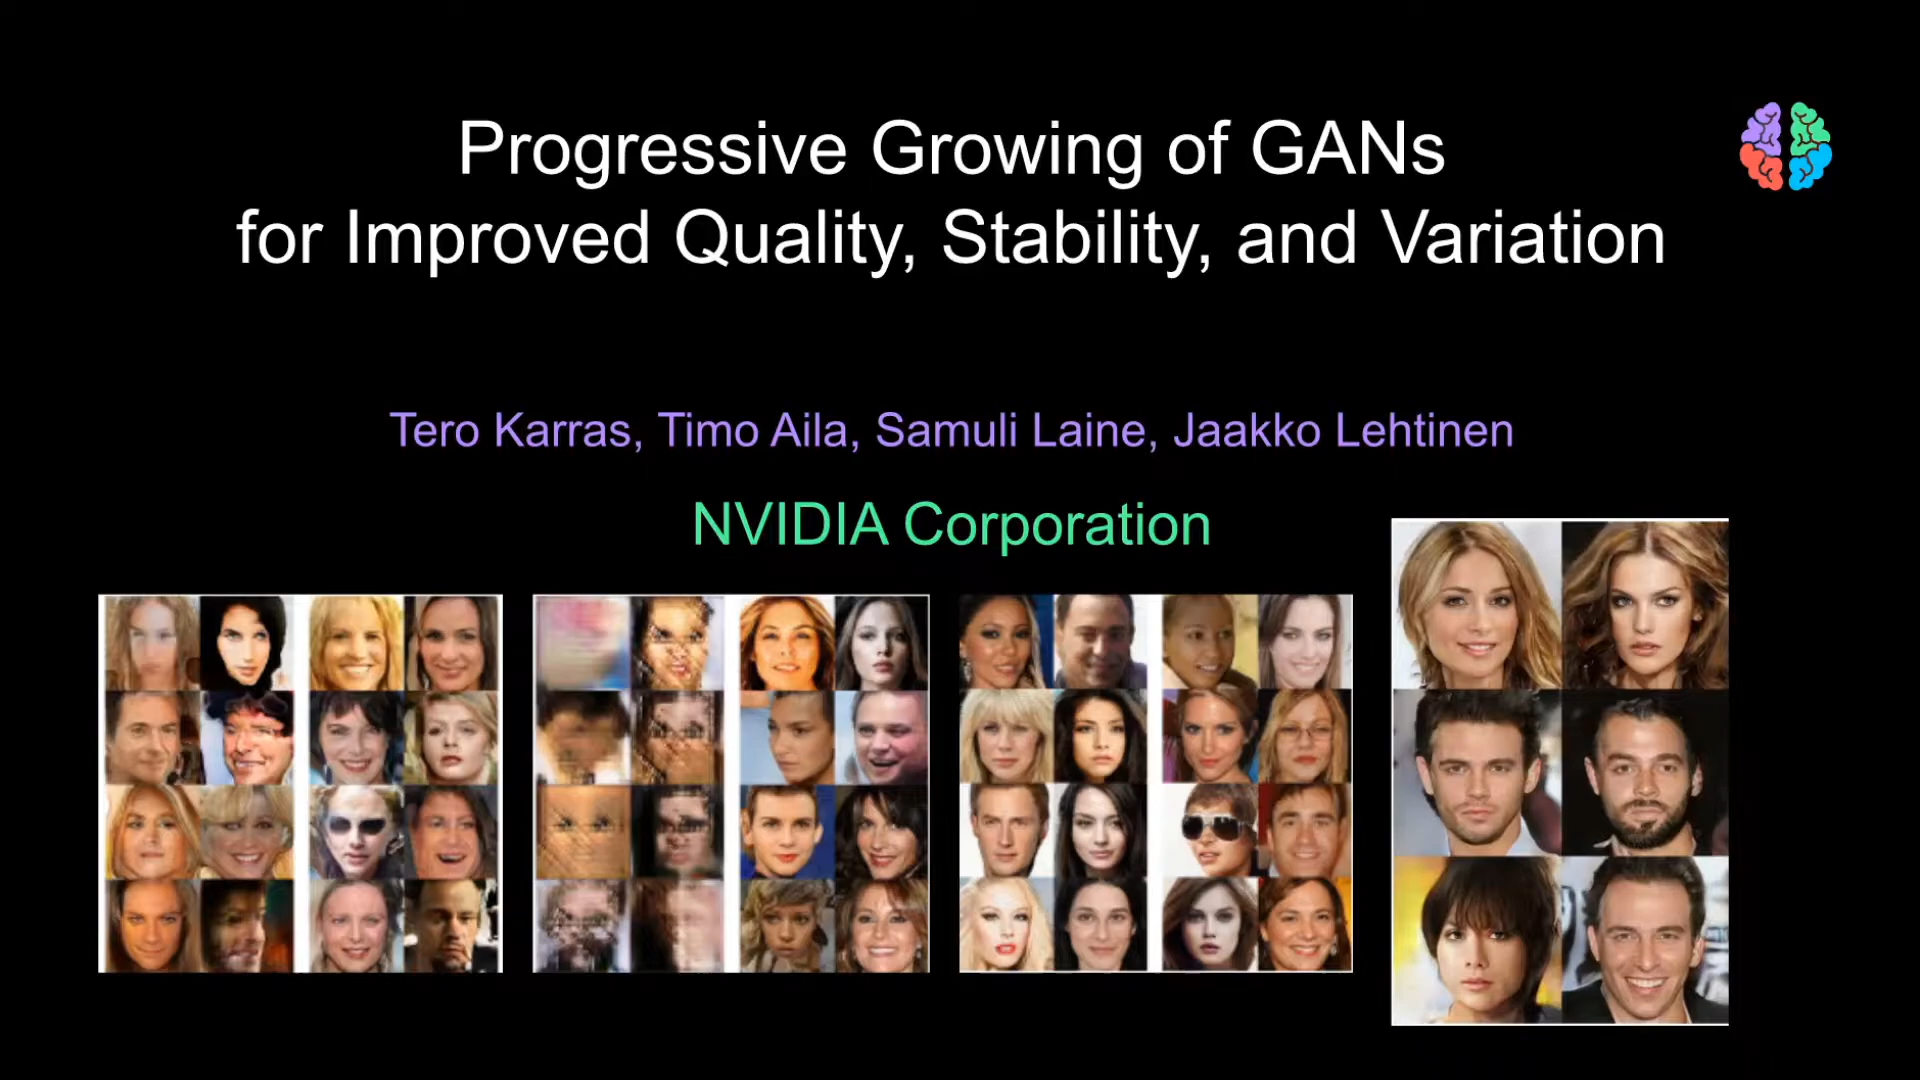 Progressive Growing of GANs
for Improved Quality, Stability, and Variation
Tero Karras, Timo Aila, Samuli Laine, Jaakko Lehtinen
NVIDIA Corporation